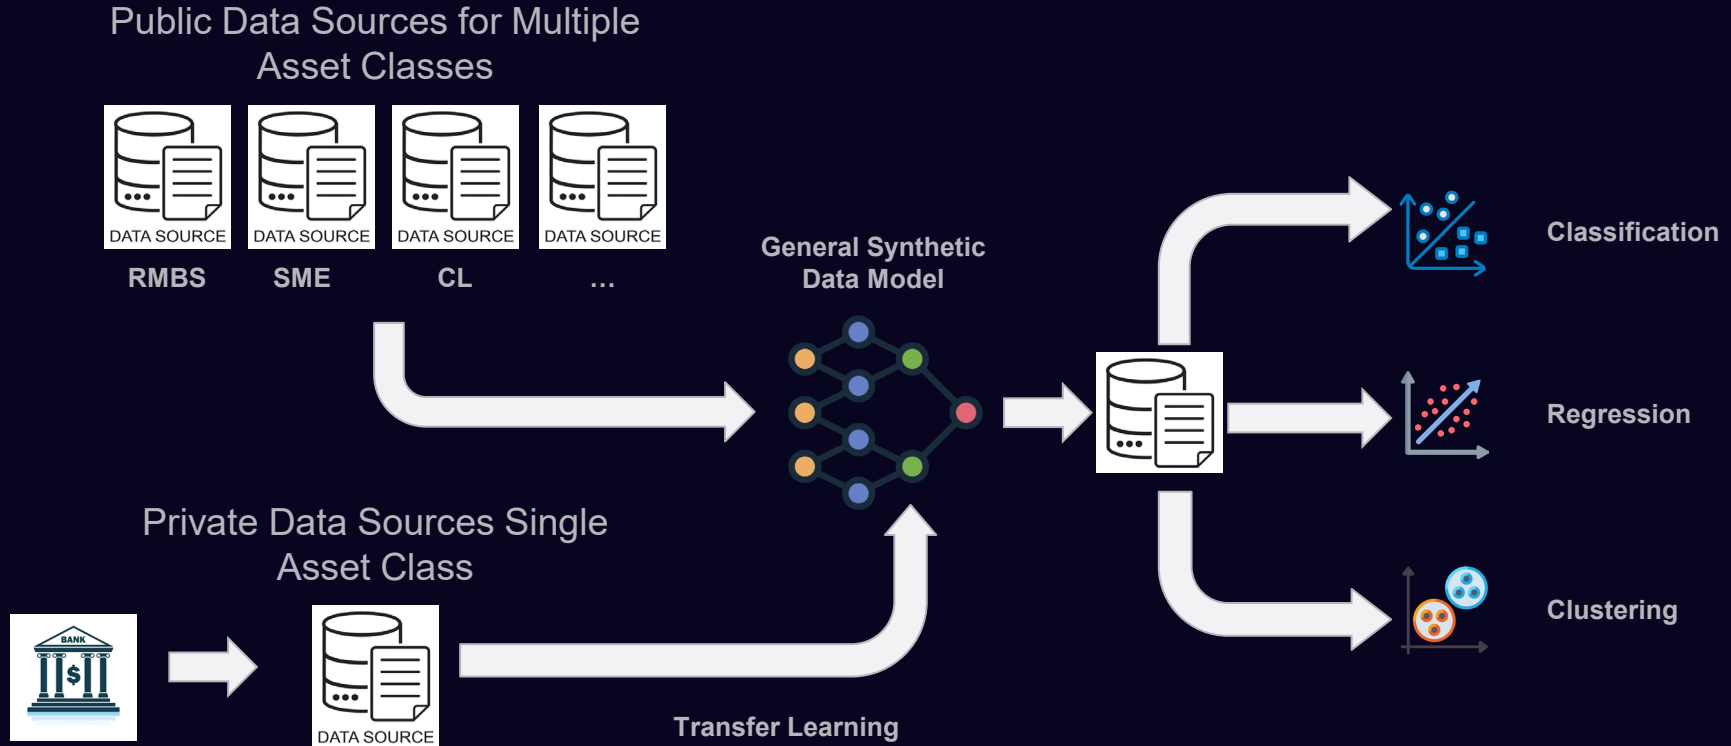 Public Data Sources for Multiple
Asset Classes
DATA SOURCE
DATA SOURCE
DATA SOURCE
DATA SOURCE
RMBS
SME
CL
...
General Synthetic
Data Model
Classification
Regression
Clustering
Private Data Sources Single
Asset Class
BANK
$
DATA SOURCE
Transfer Learning